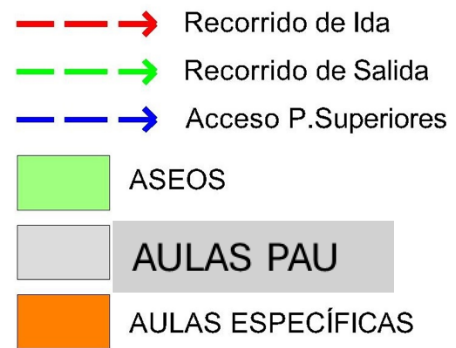 Recorrido de Ida
Recorrido de Salida
Acceso P.Superiores
ASEOS
AULAS PAU
AULAS ESPECÍFICAS